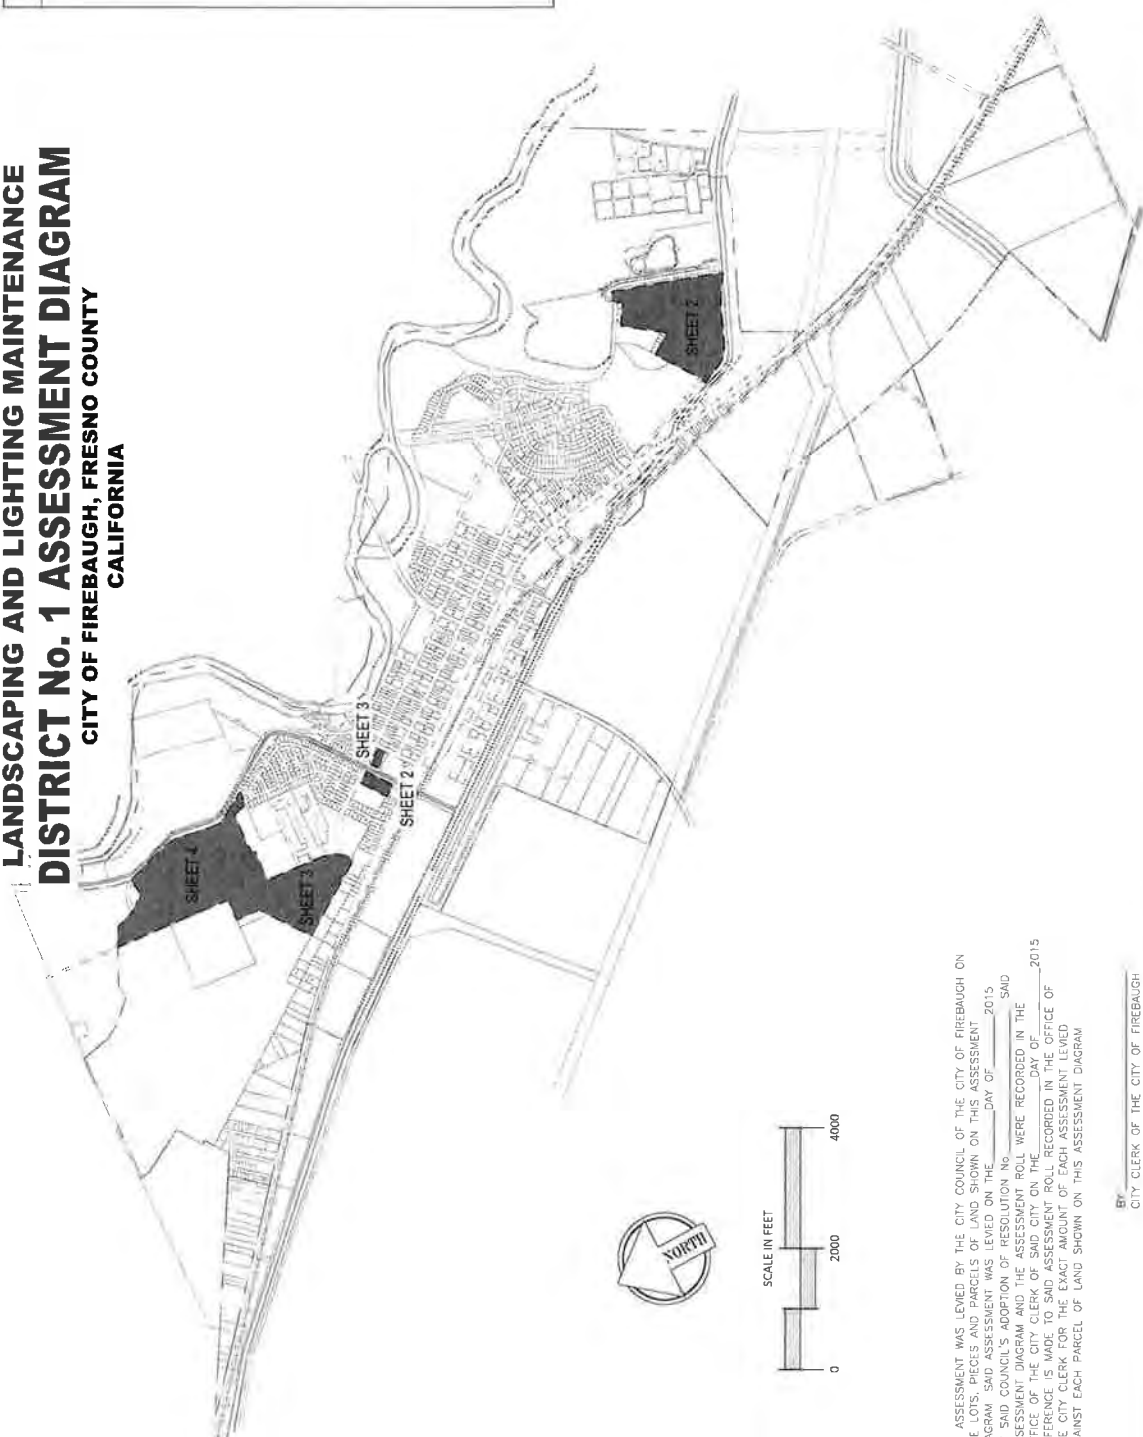 LANDSCAPING AND LIGHTING MAINTENANCE
DISTRICT No. 1 ASSESSMENT DIAGRAM
CITY OF FIREBAUGH, FRESNO COUNTY
CALIFORNIA
SHEET 4
SHEET 3
SHEET 3
SHEET 2
SHEET 2
NORTH
SCALE IN FEET
0 2000 4000
ASSESSMENT WAS LEVIED BY THE CITY COUNCIL OF THE CITY OF FIREBAUGH ON
E LOTS, PIECES AND PARCELS OF LAND SHOWN ON THIS ASSESSMENT
AGRAM SAID ASSESSMENT WAS LEVIED ON THE DAY OF 2015
SAID COUNCIL'S ADOPTION OF RESOLUTION No SAID
SESSMENT DIAGRAM AND THE ASSESSMENT ROLL WERE RECORDED IN THE
FICE OF THE CITY CLERK OF SAID CITY ON THE DAY OF 2015
FERENCE IS MADE TO SAID ASSESSMENT ROLL RECORDED IN THE OFFICE OF
E CITY CLERK FOR THE EXACT AMOUNT OF EACH ASSESSMENT LEVIED
AINST EACH PARCEL OF LAND SHOWN ON THIS ASSESSMENT DIAGRAM
BY
CITY CLERK OF THE CITY OF FIREBAUGH